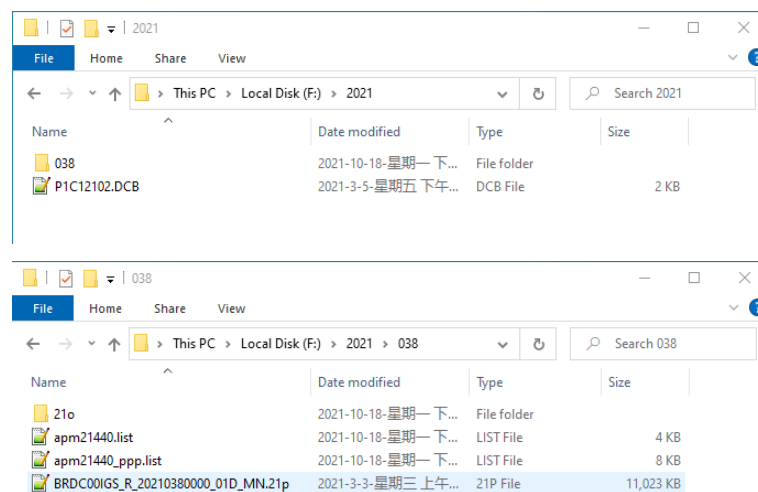 2021
File Home Share View
This PC > Local Disk (F:) > 2021 Search 2021
Name Date modified Type Size
038 2021-10-18-星期一 下... File folder
P1C12102.DCB 2021-3-5-星期五 下午... DCB File 2 KB
038
File Home Share View
This PC > Local Disk (F:) > 2021 > 038 Search 038
Name Date modified Type Size
21o 2021-10-18-星期一 下... File folder
apm21440.list 2021-10-18-星期一 下... LIST File 4 KB
apm21440_ppp.list 2021-10-18-星期一 下... LIST File 8 KB
BRDC00IGS_R_20210380000_01D_MN.21p 2021-3-3-星期三 上午... 21P File 11,023 KB